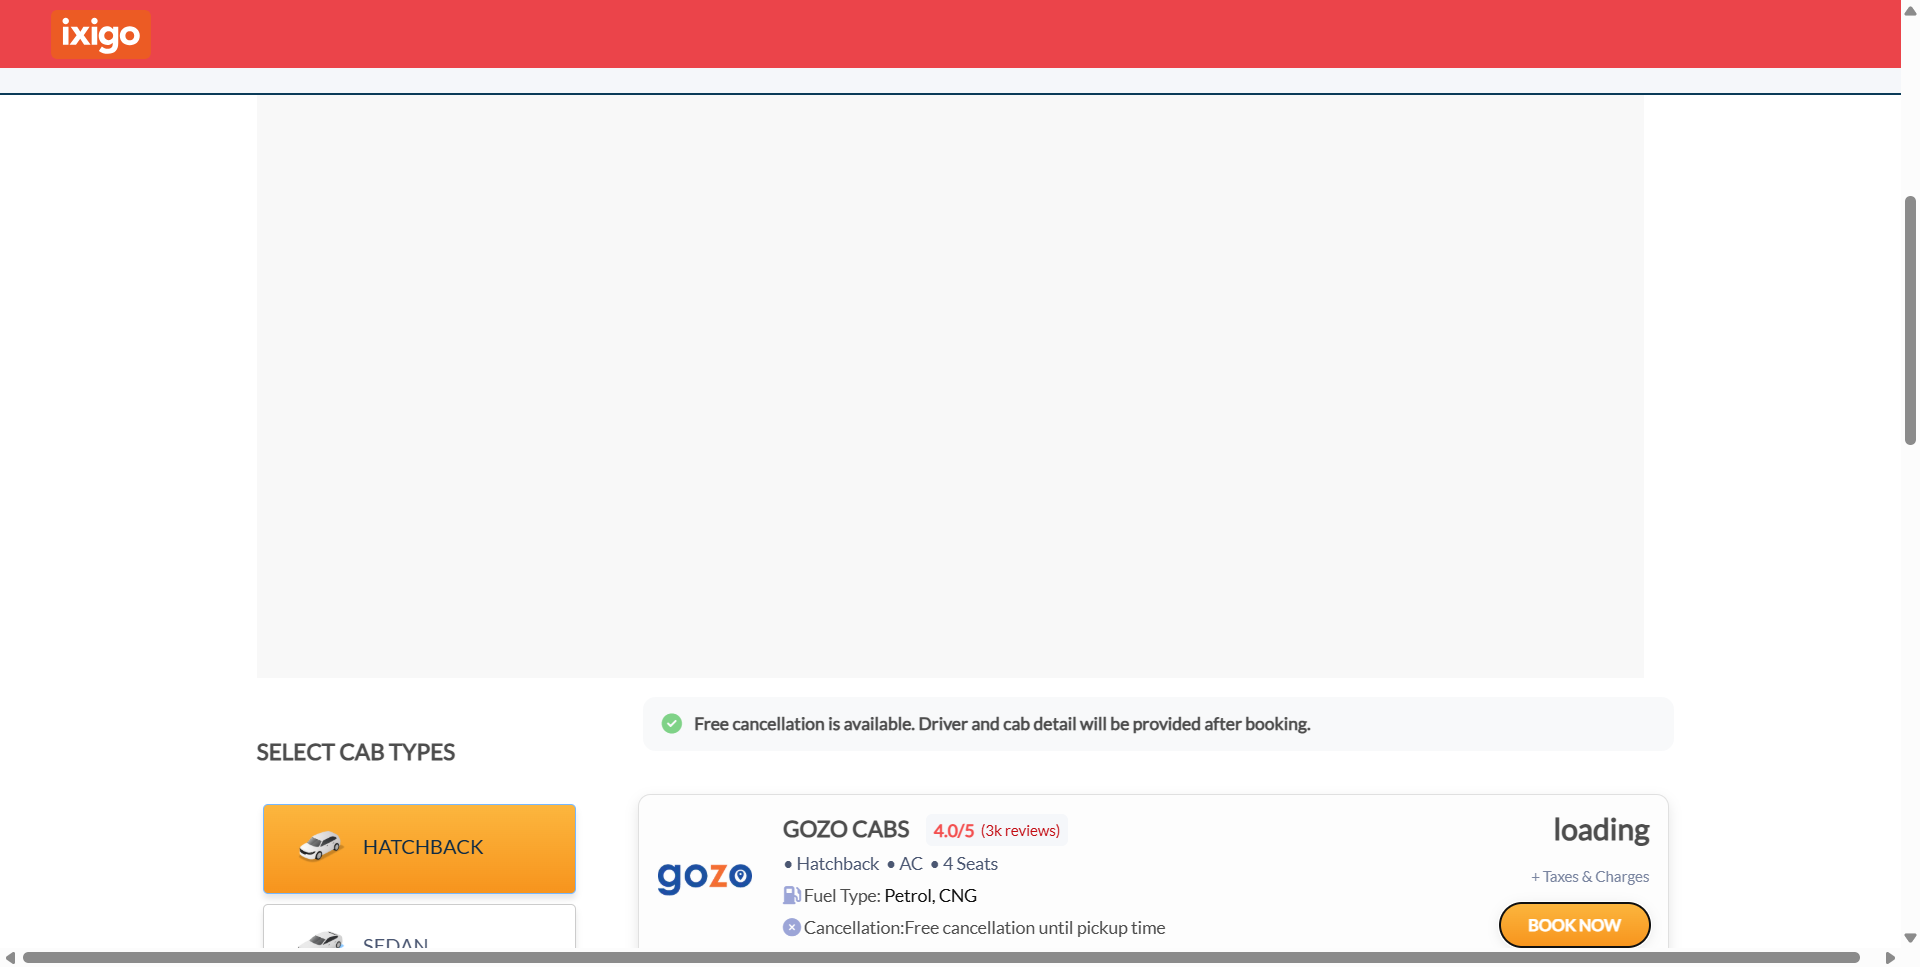 ixigo
Free cancellation is available. Driver and cab detail will be provided after booking.
SELECT CAB TYPES
HATCHBACK
SEDAN
gozo
GOZO CABS 4.0/5 (3k reviews)
• Hatchback • AC • 4 Seats
Fuel Type: Petrol, CNG
Cancellation:Free cancellation until pickup time
loading
+ Taxes & Charges
BOOK NOW